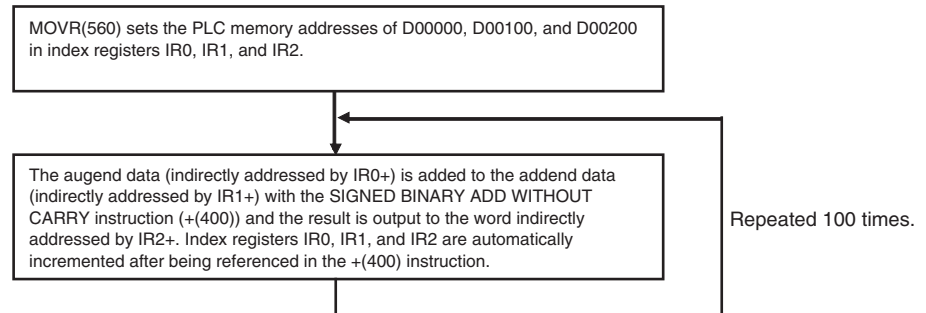 MOVR(560) sets the PLC memory addresses of D00000, D00100, and D00200
in index registers IR0, IR1, and IR2.
The augend data (indirectly addressed by IR0+) is added to the addend data
(indirectly addressed by IR1+) with the SIGNED BINARY ADD WITHOUT
CARRY instruction (+(400)) and the result is output to the word indirectly
addressed by IR2+. Index registers IR0, IR1, and IR2 are automatically
incremented after being referenced in the +(400) instruction.
Repeated 100 times.